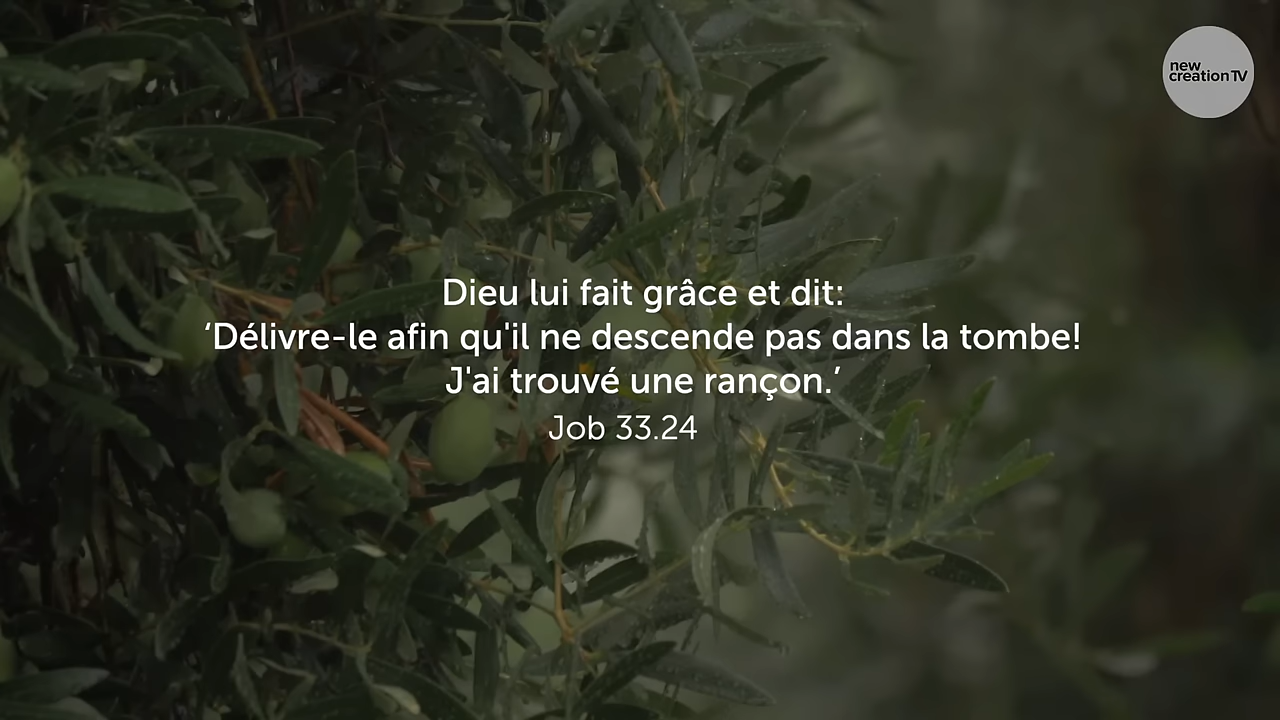 new
creation TV
Dieu lui fait grâce et dit:
‘Délivre-le afin qu'il ne descende pas dans la tombe!
J'ai trouvé une rançon.’
Job 33.24